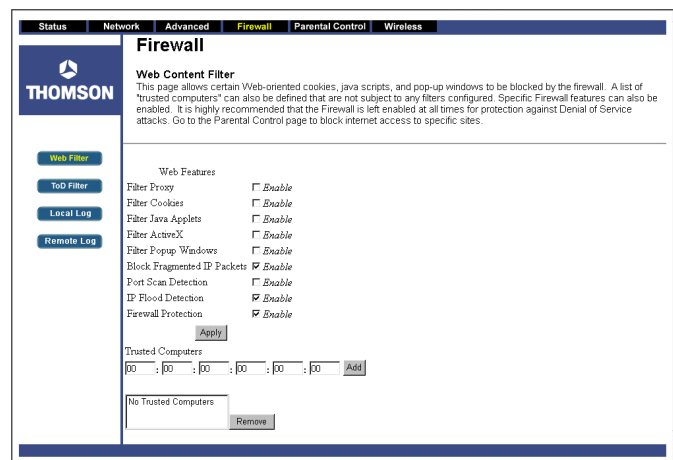 Status Network Advanced Firewall Parental Control Wireless
THOMSON
Firewall
Web Content Filter
This page allows certain Web-oriented cookies, java scripts, and pop-up windows to be blocked by the firewall. A list of
"trusted computers" can also be defined that are not subject to any filters configured. Specific Firewall features can also be
enabled. It is highly recommended that the Firewall is left enabled at all times for protection against Denial of Service
attacks. Go to the Parental Control page to block internet access to specific sites.
Web Filter
ToD Filter
Local Log
Remote Log
Web Features
Filter Proxy Enable
Filter Cookies Enable
Filter Java Applets Enable
Filter ActiveX Enable
Filter Popup Windows Enable
Block Fragmented IP Packets Enable
Port Scan Detection Enable
IP Flood Detection Enable
Firewall Protection Enable
Apply
Trusted Computers
00 : 00 : 00 : 00 : 00 : 00 Add
No Trusted Computers
Remove